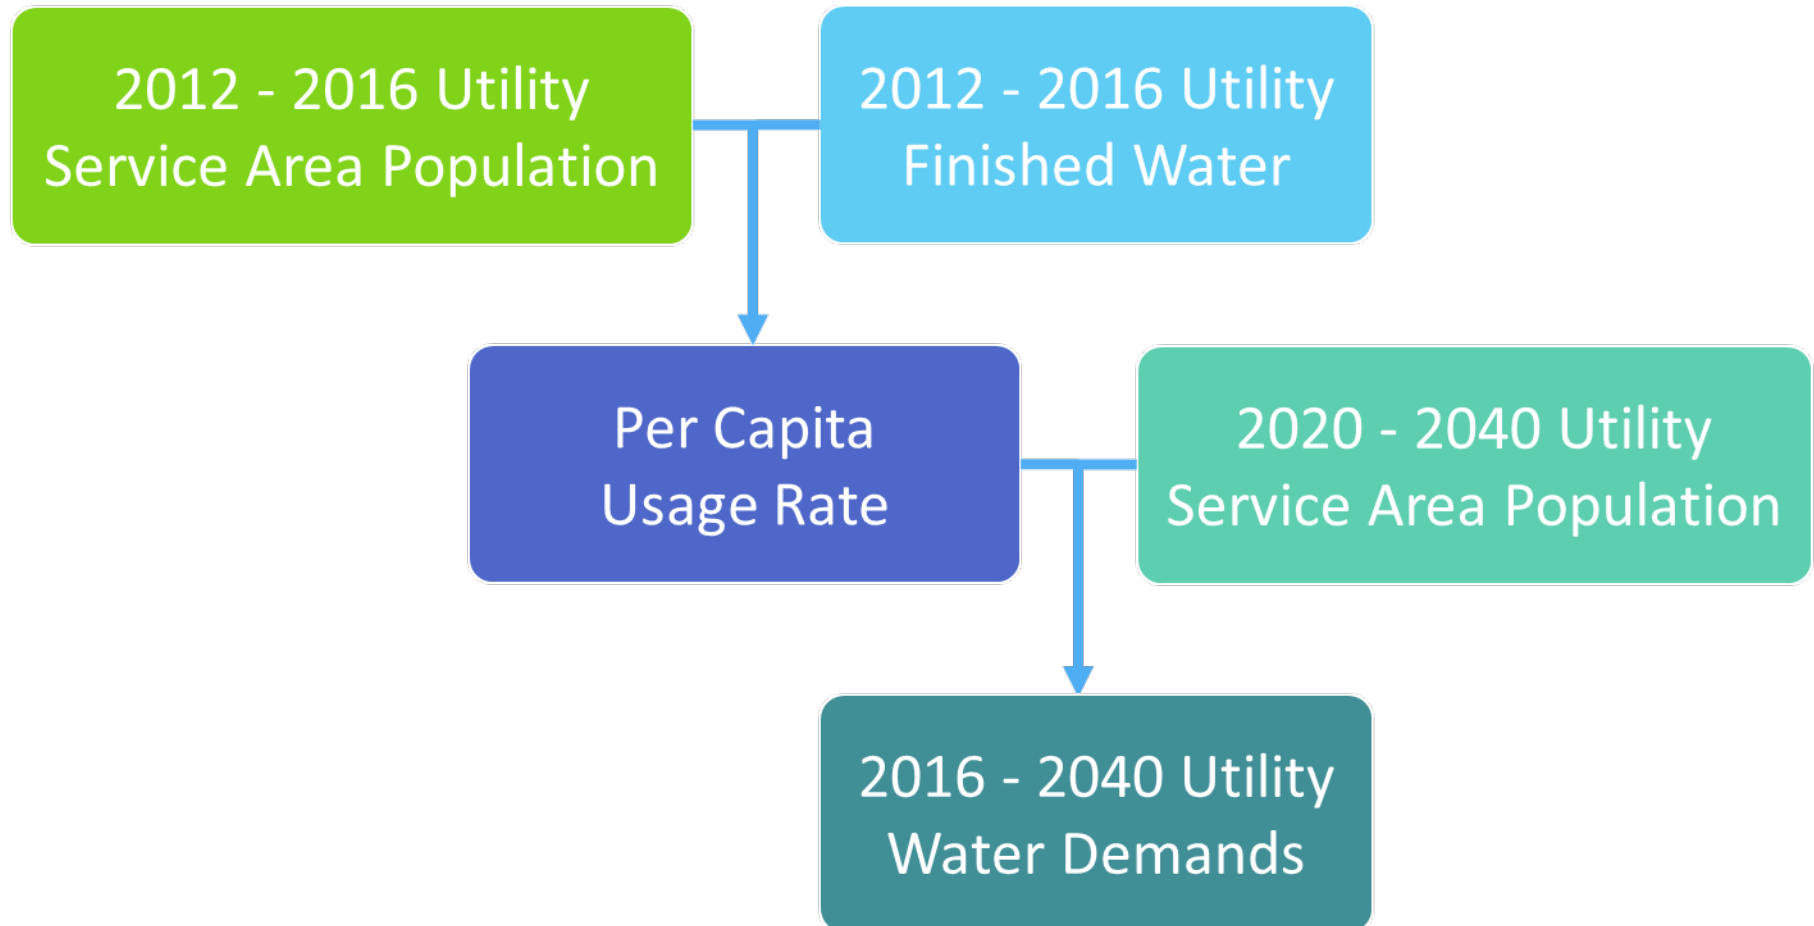 2012 - 2016 Utility
Service Area Population
2012 - 2016 Utility
Finished Water
Per Capita
Usage Rate
2020 - 2040 Utility
Service Area Population
2016 - 2040 Utility
Water Demands